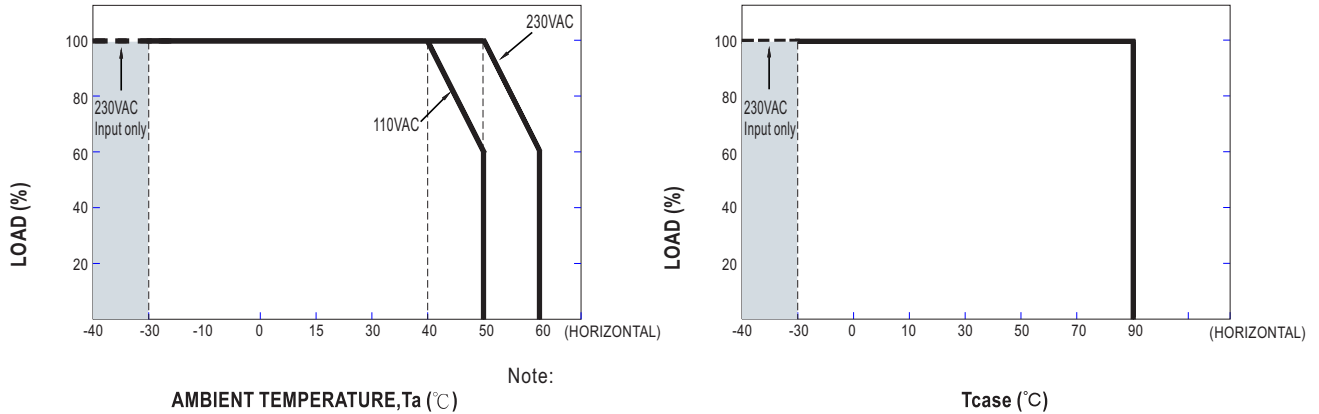 230VAC
100
230VAC
Input only
80
110VAC
60
40
20
LOAD (%)
-40 -30 -10 0 15 30 40 50 60 (HORIZONTAL)
Note:
AMBIENT TEMPERATURE,Ta (℃)
100
230VAC
Input only
80
60
40
20
LOAD (%)
-40 -30 0 10 30 50 70 90 (HORIZONTAL)
Tcase (℃)